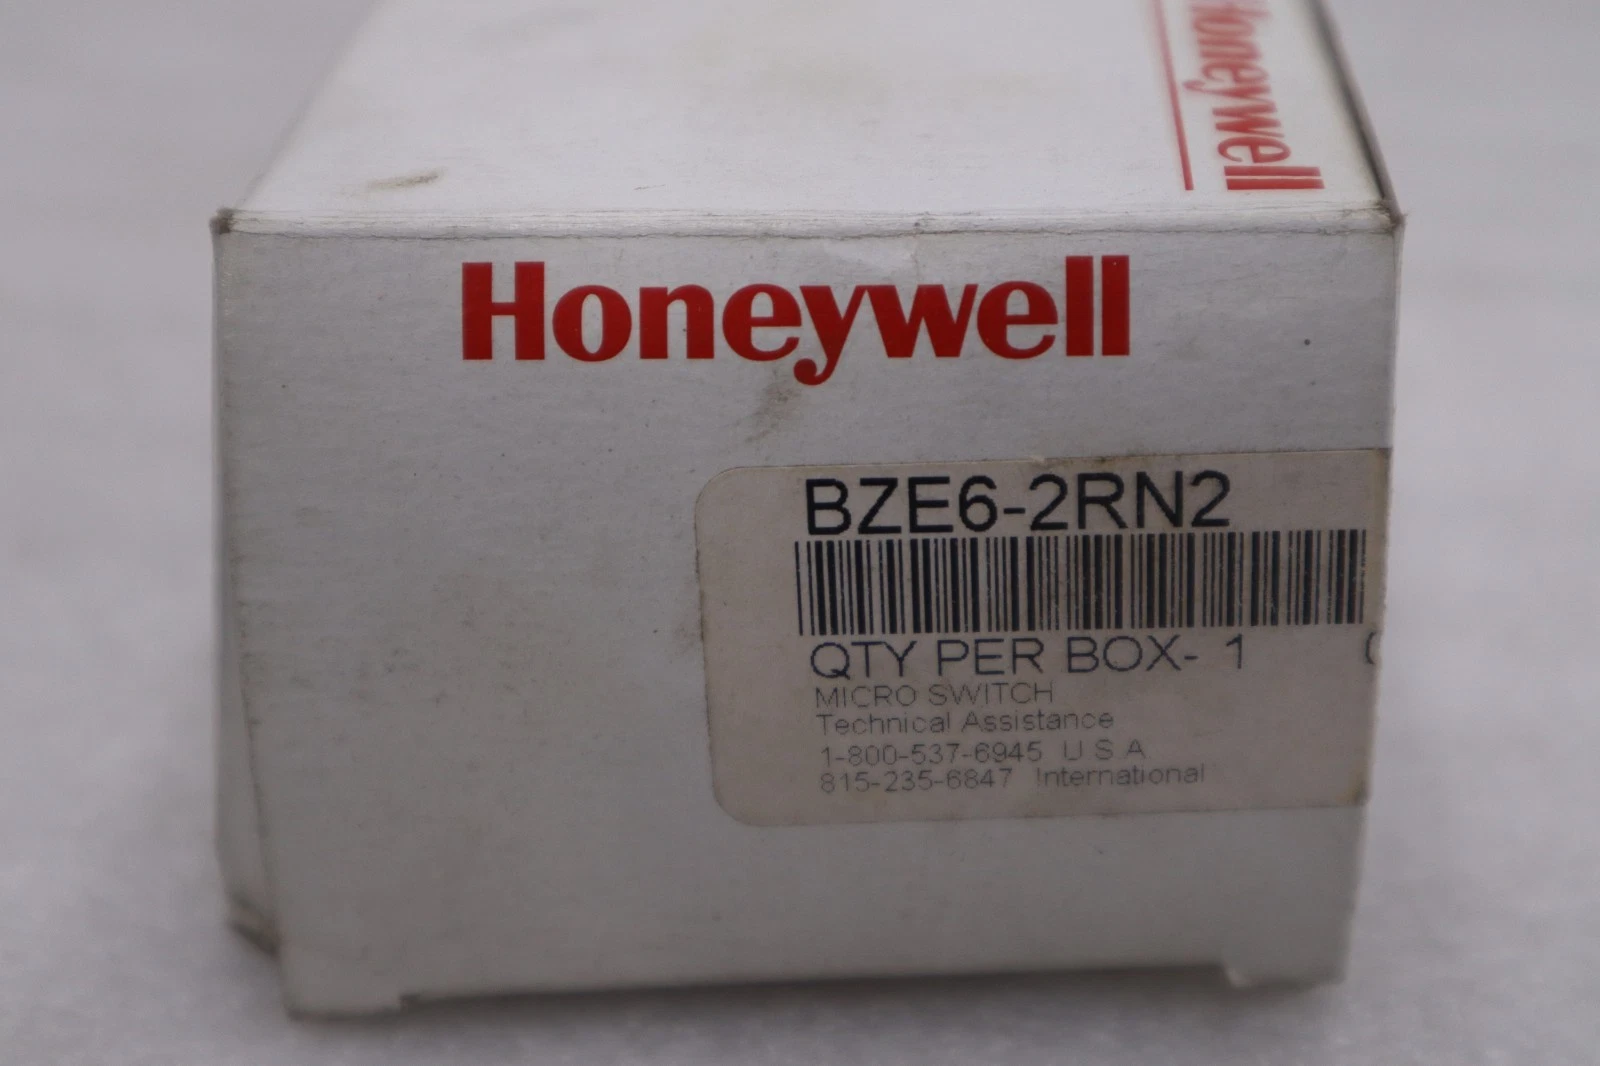 Honeywell
Honeywell
BZE6-2RN2
QTY PER BOX- 1
MICRO SWITCH
Technical Assistance
1-800-537-6945 U S A
815-235-6847 International